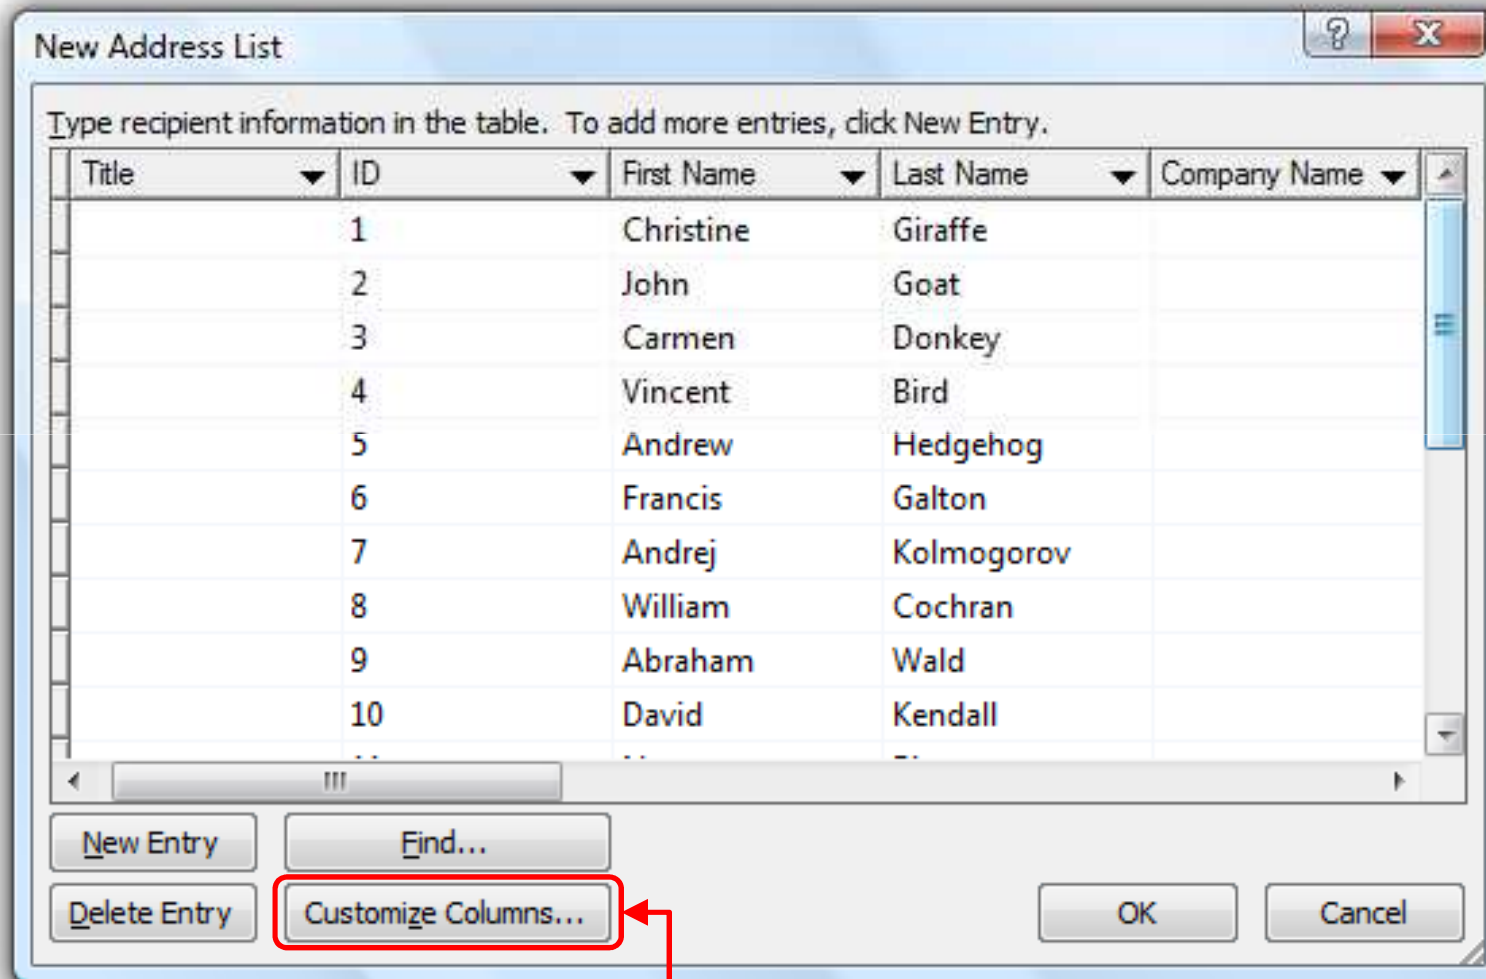 New Address List
Type recipient information in the table. To add more entries, click New Entry.
Title ID First Name Last Name Company Name
1 Christine Giraffe
2 John Goat
3 Carmen Donkey
4 Vincent Bird
5 Andrew Hedgehog
6 Francis Galton
7 Andrej Kolmogorov
8 William Cochran
9 Abraham Wald
10 David Kendall
New Entry Find...
Delete Entry Customize Columns... OK Cancel